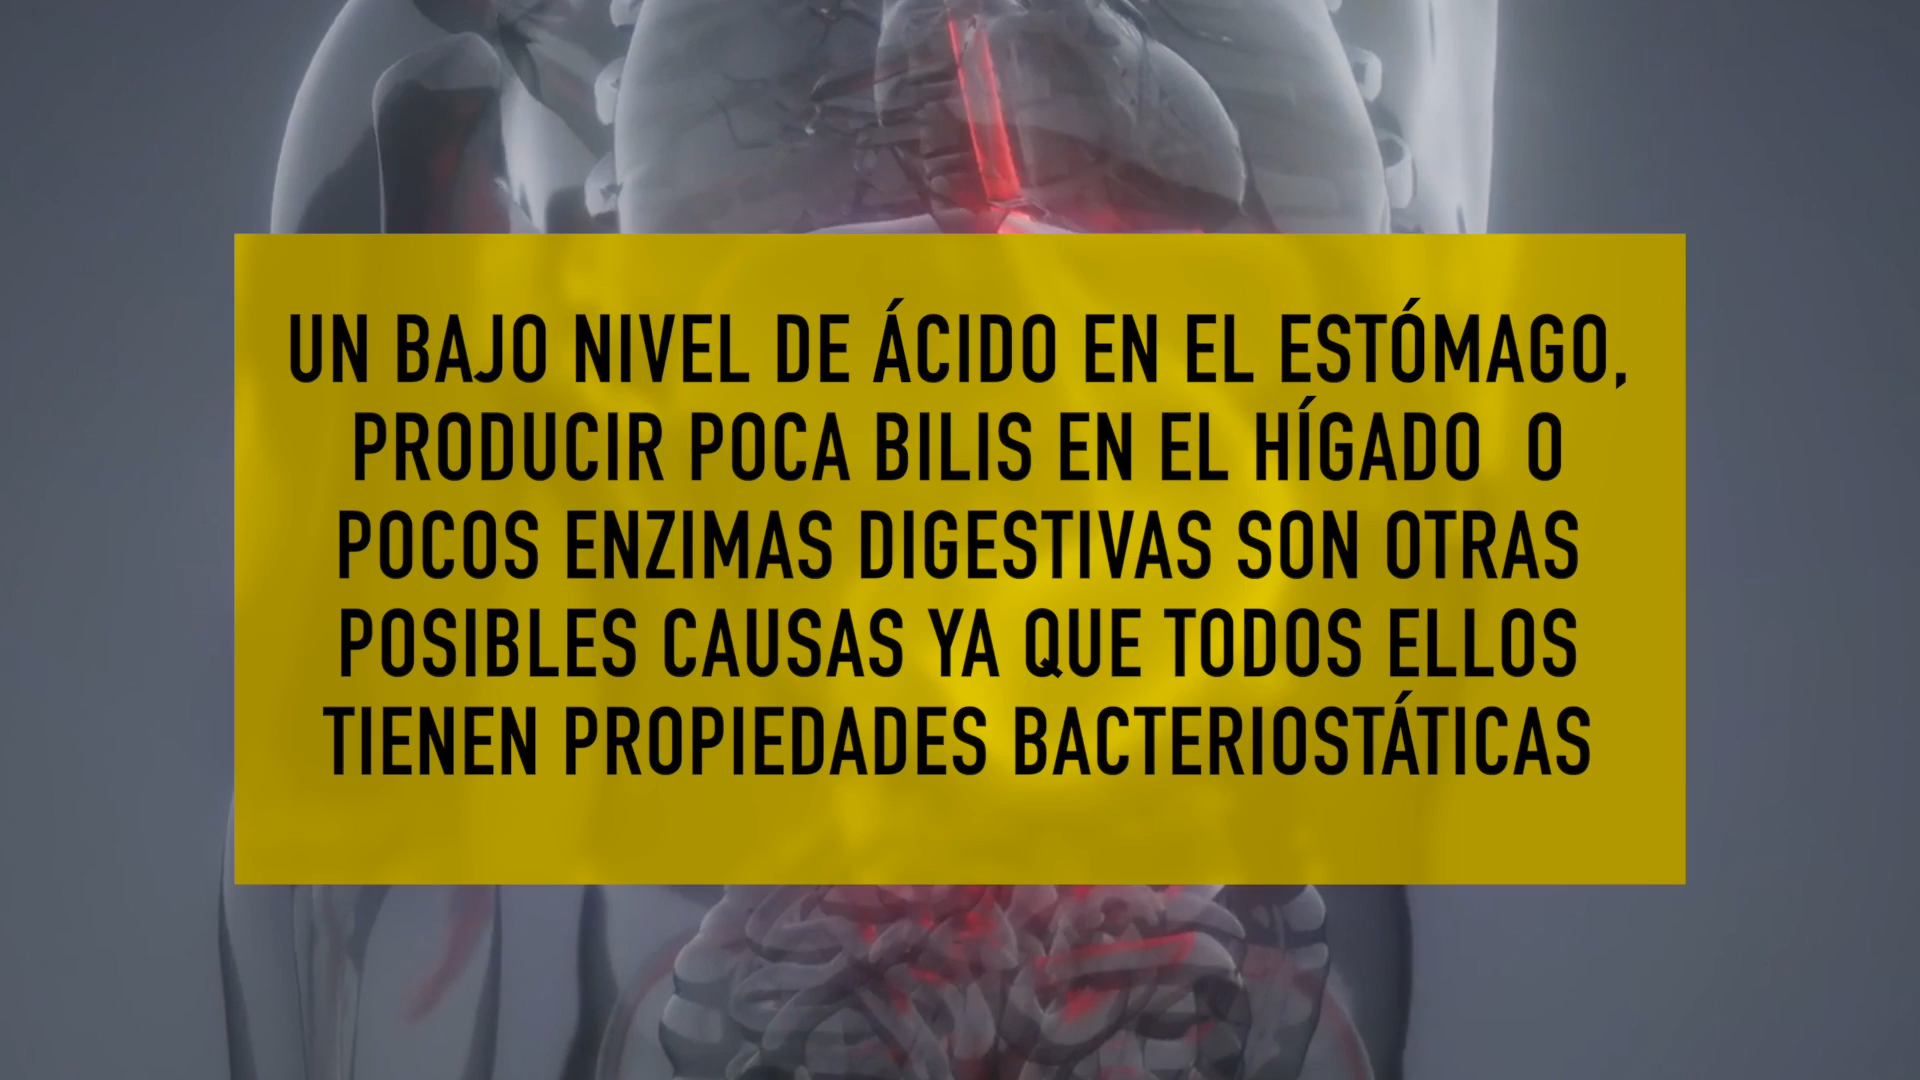 UN BAJO NIVEL DE ÁCIDO EN EL ESTÓMAGO,
PRODUCIR POCA BILIS EN EL HÍGADO O
POCOS ENZIMAS DIGESTIVAS SON OTRAS
POSIBLES CAUSAS YA QUE TODOS ELLOS
TIENEN PROPIEDADES BACTERIOSTÁTICAS